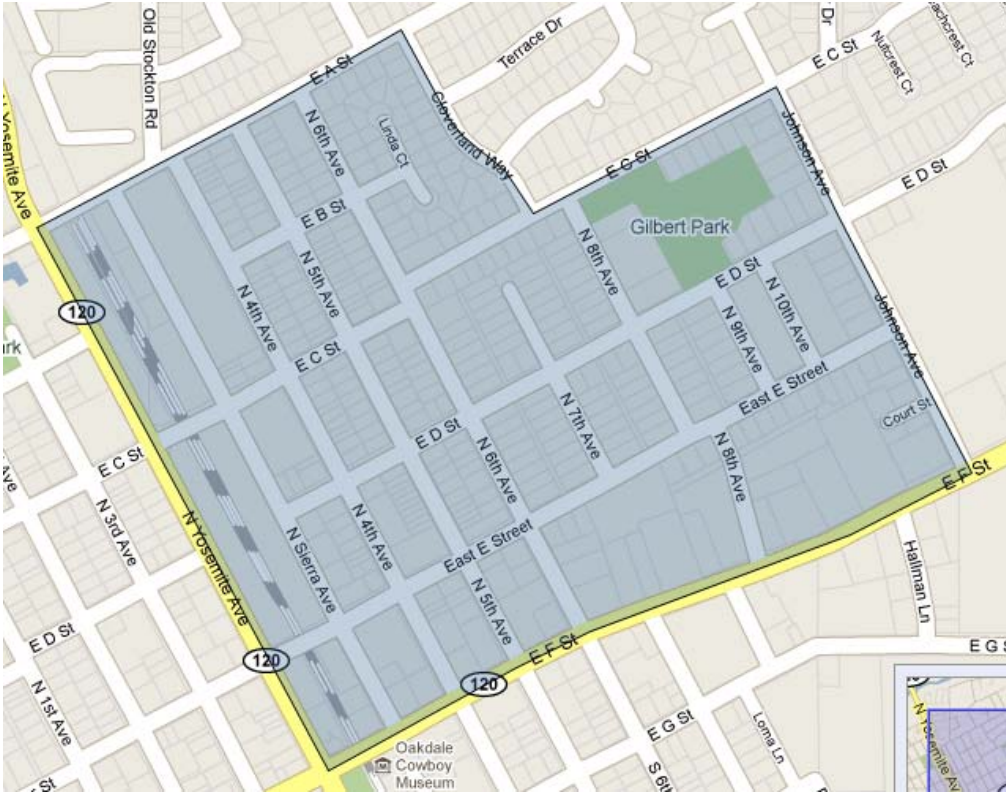 Old Stockton Rd
Terrace Dr
Dr
E C St
Nutcrest Ct
E A St
N Yosemite Ave
N 6th Ave
Linda Ct
Cloverland Way
Johnson Ave
E C St
E D St
E B St
Gilbert Park
N 8th Ave
N 5th Ave
N 4th Ave
E D St
N 10th Ave
N 9th Ave
120
E C St
Johnson Ave
East E Street
Court St
N 7th Ave
E D St
N 6th Ave
N 8th Ave
E C St
E F St
N 3rd Ave
N Yosemite Ave
N Sierra Ave
N 4th Ave
East E Street
Hallman Ln
N 5th Ave
E D St
120
E F St
E G S
120
N 1st Ave
E G St
Loma Ln
N Yosemite Av
Oakdale
Cowboy
Museum
S 6th